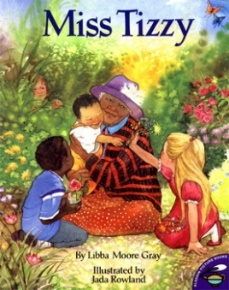 Miss Tizzy
By Libba Moore Gray
Illustrated by
Jada Rowland